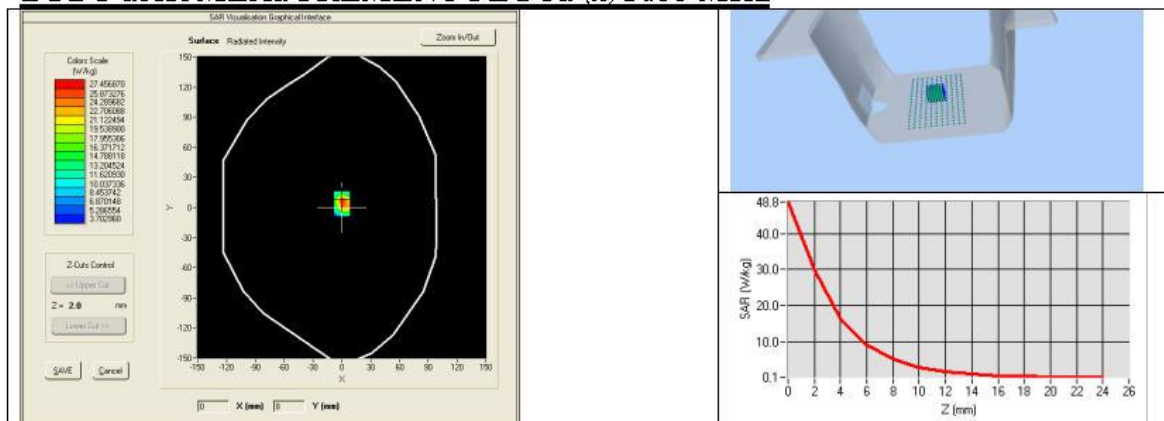 SAR Visualisation Graphical Interface
Surface Radiated Intensity
Zoom In/Out
Colors Scale
(W/kg)
27.456870
25.873276
24.289682
22.706088
21.122494
19.538900
17.955306
16.371712
14.788118
13.204524
11.620930
10.037336
8.453742
6.870148
5.286554
3.702960
Z-Cuts Control
<< Upper Cut
Z = 2.0 mm
Lower Cut >>
SAVE Cancel
150
120
90
60
30
0
-30
-60
-90
-120
-150
Y
-150 -120 -90 -60 -30 0 30 60 90 120 150
X
0 X (mm) 0 Y (mm)
48.8
40.0
30.0
20.0
10.0
0.1
SAR (W/kg)
0 2 4 6 8 10 12 14 16 18 20 22 24 26
Z (mm)